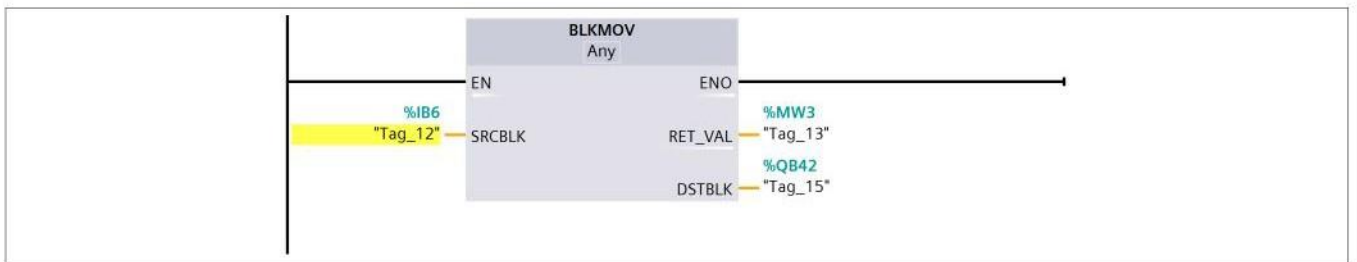 BLKMOV
Any
EN
ENO
%IB6
"Tag_12"
SRCBLK
RET_VAL
%MW3
"Tag_13"
DSTBLK
%QB42
"Tag_15"